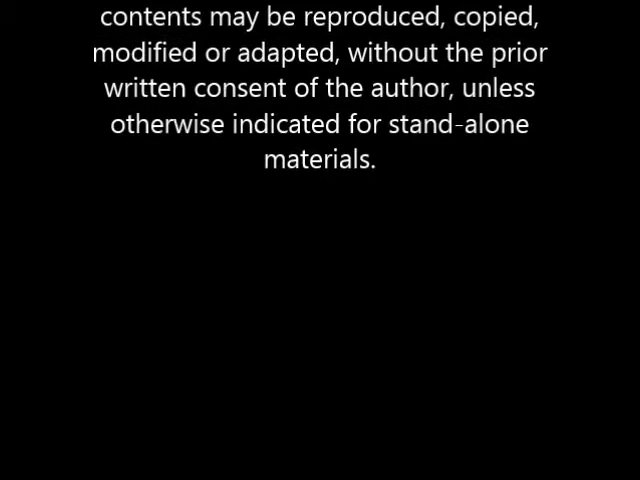 contents may be reproduced, copied,
modified or adapted, without the prior
written consent of the author, unless
otherwise indicated for stand-alone
materials.